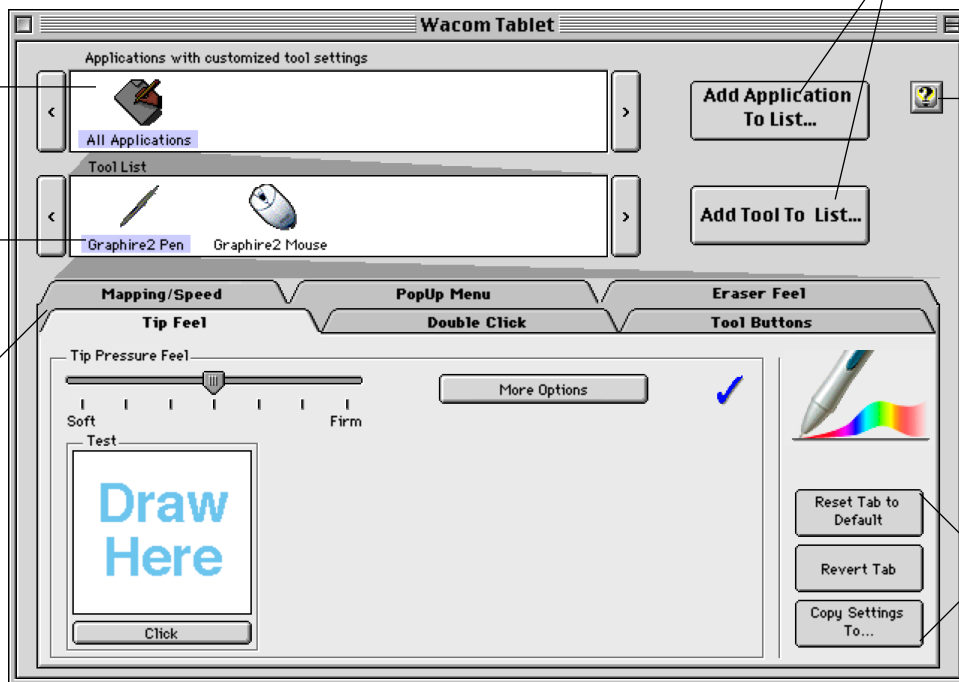 Wacom Tablet
Applications with customized tool settings
<
All Applications
>
Add Application
To List...
?
Tool List
<
Graphire2 Pen
Graphire2 Mouse
>
Add Tool To List...
Mapping/Speed
PopUp Menu
Eraser Feel
Tip Feel
Double Click
Tool Buttons
Tip Pressure Feel
Soft
Firm
More Options
Test
Draw
Here
Click
Reset Tab to
Default
Revert Tab
Copy Settings
To...